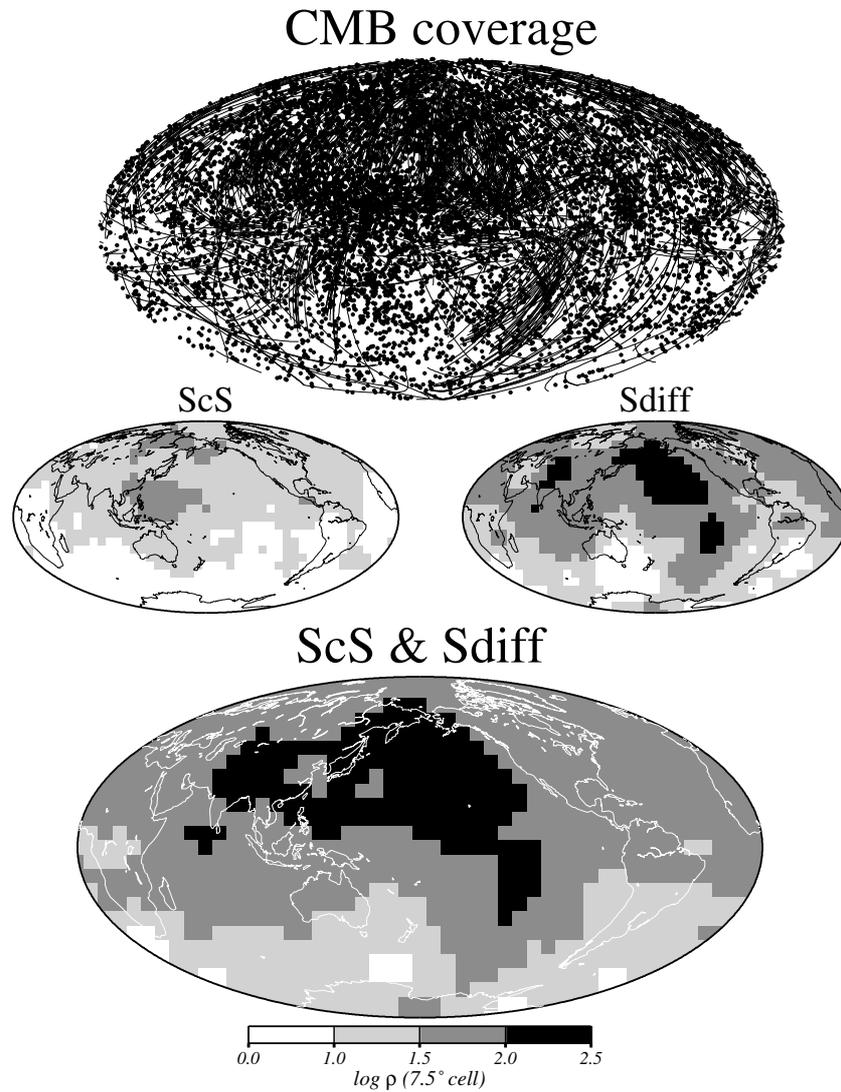 CMB coverage
ScS Sdiff
ScS & Sdiff
0.0 1.0 1.5 2.0 2.5
log ρ (7.5° cell)